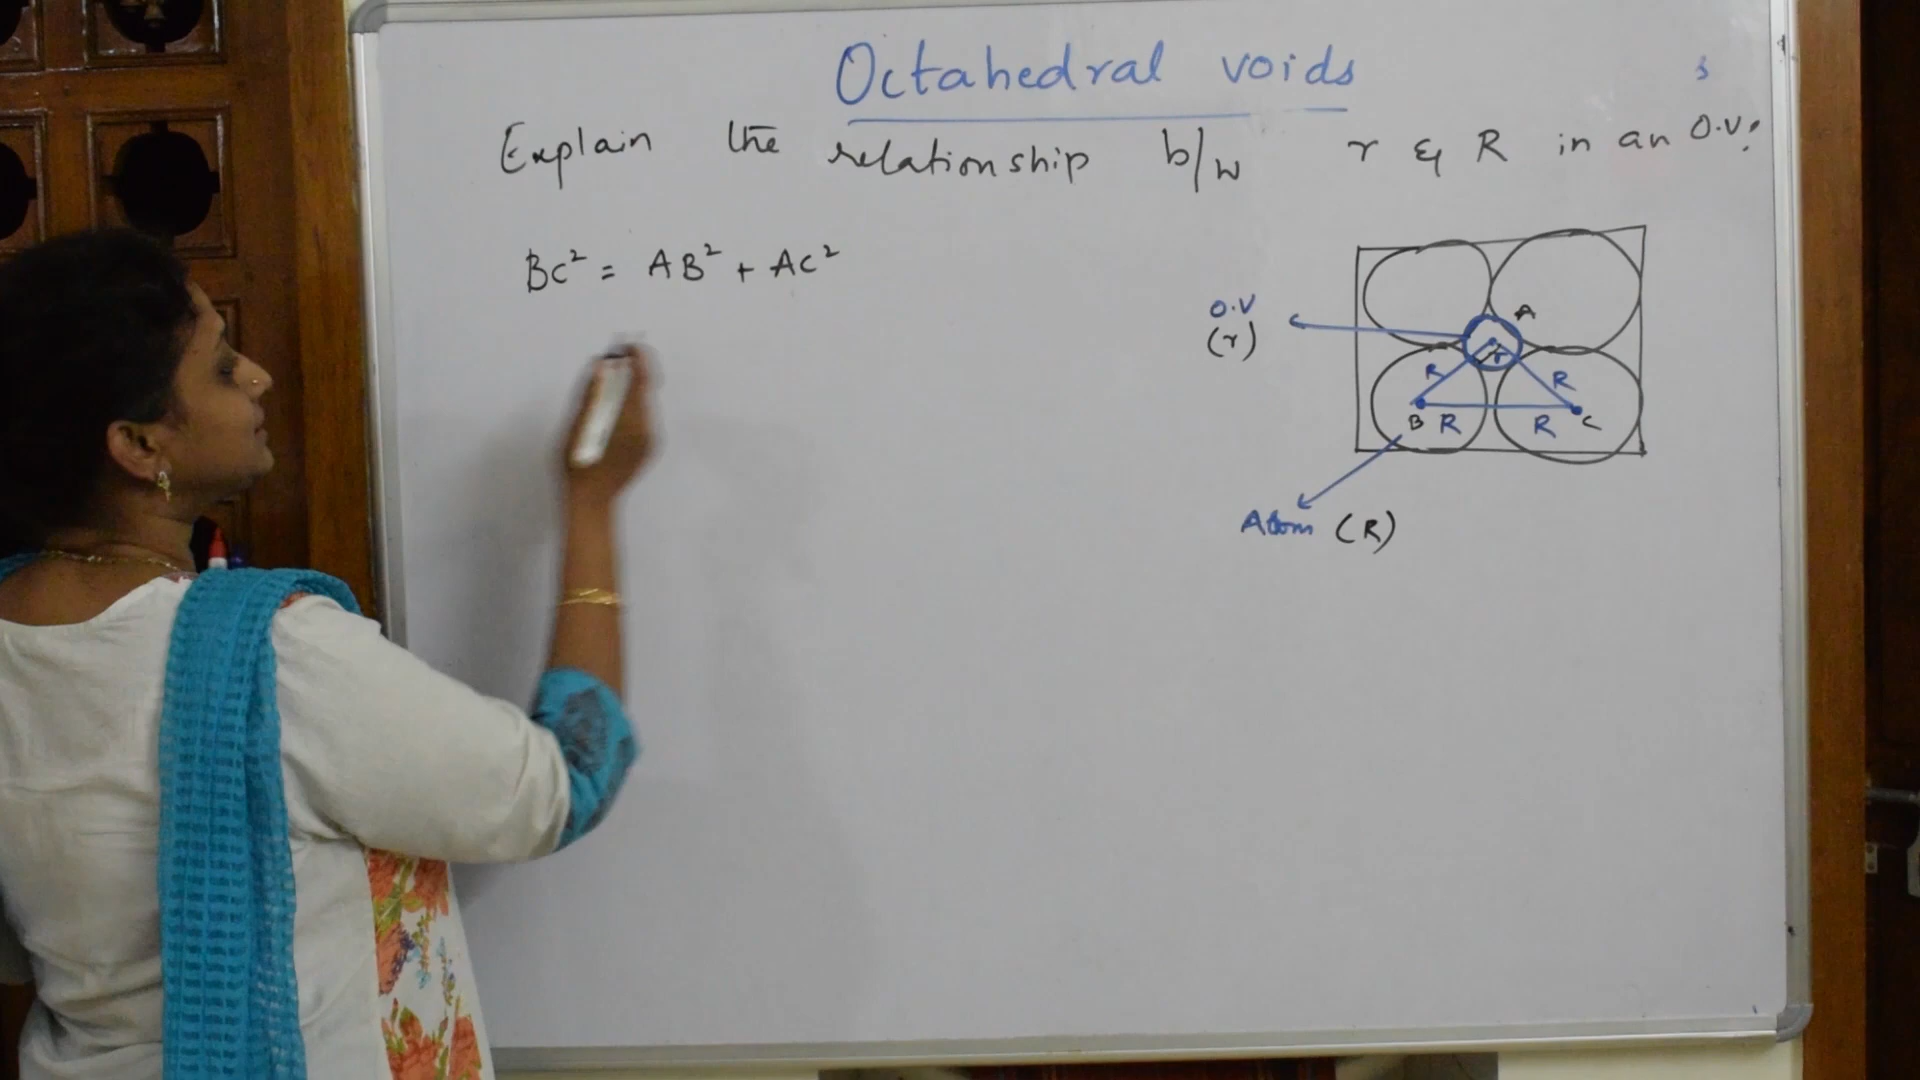 Octahedral voids
s
Explain the relationship b/w r & R in an O.V?
BC² = AB² + AC²
O.V
(r)
A
r
R
R
B
R
R
C
Atom (R)